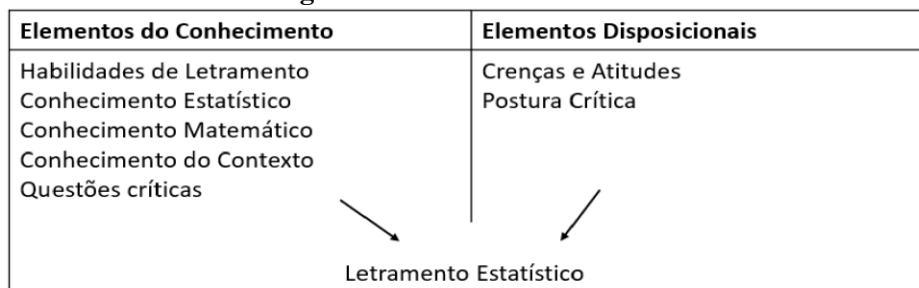 Elementos do Conhecimento
Elementos Disposicionais
Habilidades de Letramento
Conhecimento Estatístico
Conhecimento Matemático
Conhecimento do Contexto
Questões críticas
Crenças e Atitudes
Postura Crítica
Letramento Estatístico